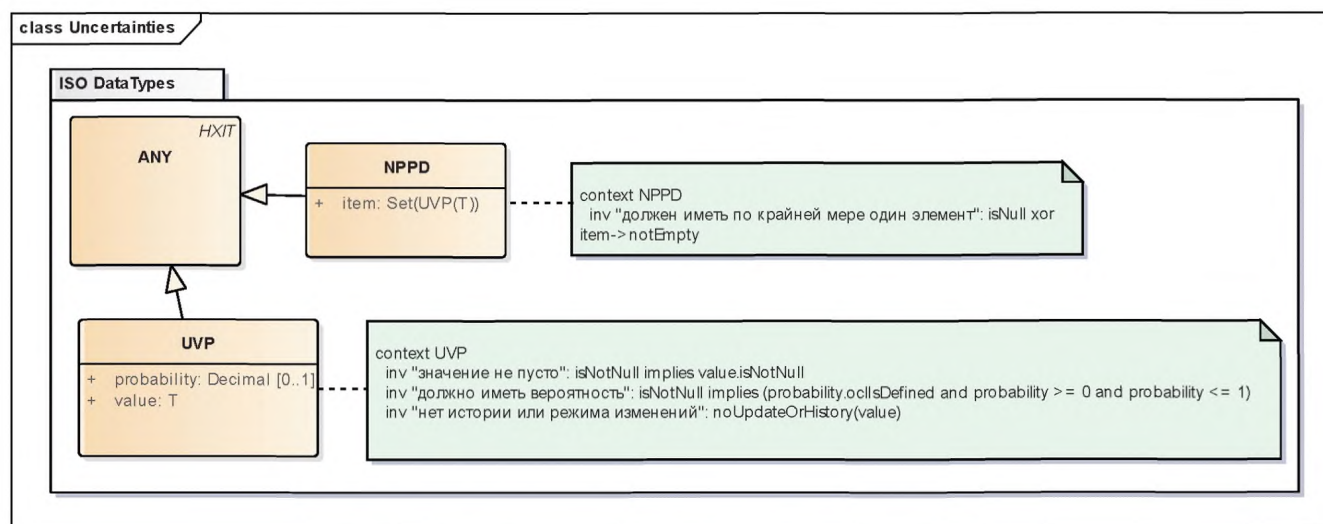 class Uncertainties
ISO DataTypes
HXIT
ANY
NPPD
+ item: Set(UVP(T))
context NPPD
inv "должен иметь по крайней мере один элемент": isNull xor
item-> notEmpty
UVP
+ probability: Decimal [0..1]
+ value: T
context UVP
inv "значение не пусто": isNotNull implies value.isNotNull
inv "должно иметь вероятность": isNotNull implies (probability.oclIsDefined and probability >= 0 and probability <= 1)
inv "нет истории или режима изменений": noUpdateOrHistory(value)